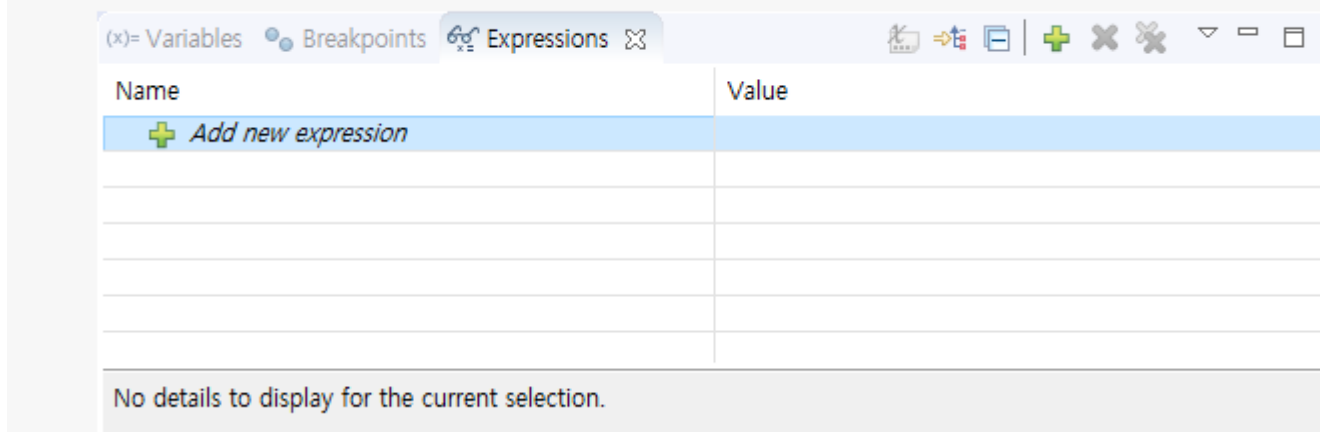 (x)= Variables Breakpoints Expressions
Name Value
Add new expression
No details to display for the current selection.